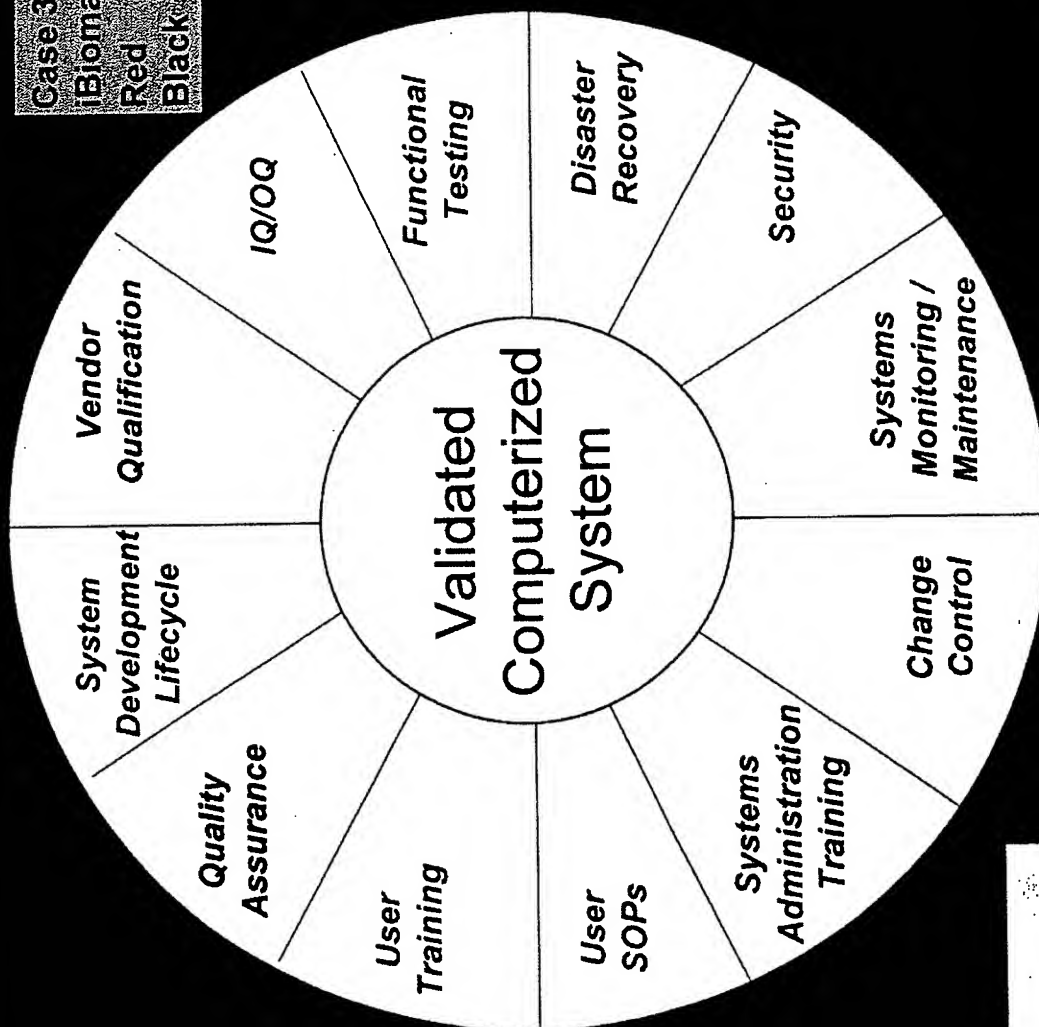 Case 3
iBioma
Red
Black
System
Development
Lifecycle
Vendor
Qualification
IQ/OQ
Functional
Testing
Disaster
Recovery
Security
Systems
Monitoring /
Maintenance
Change
Control
Systems
Administration
Training
User
SOPs
User
Training
Quality
Assurance
Validated
Computerized
System